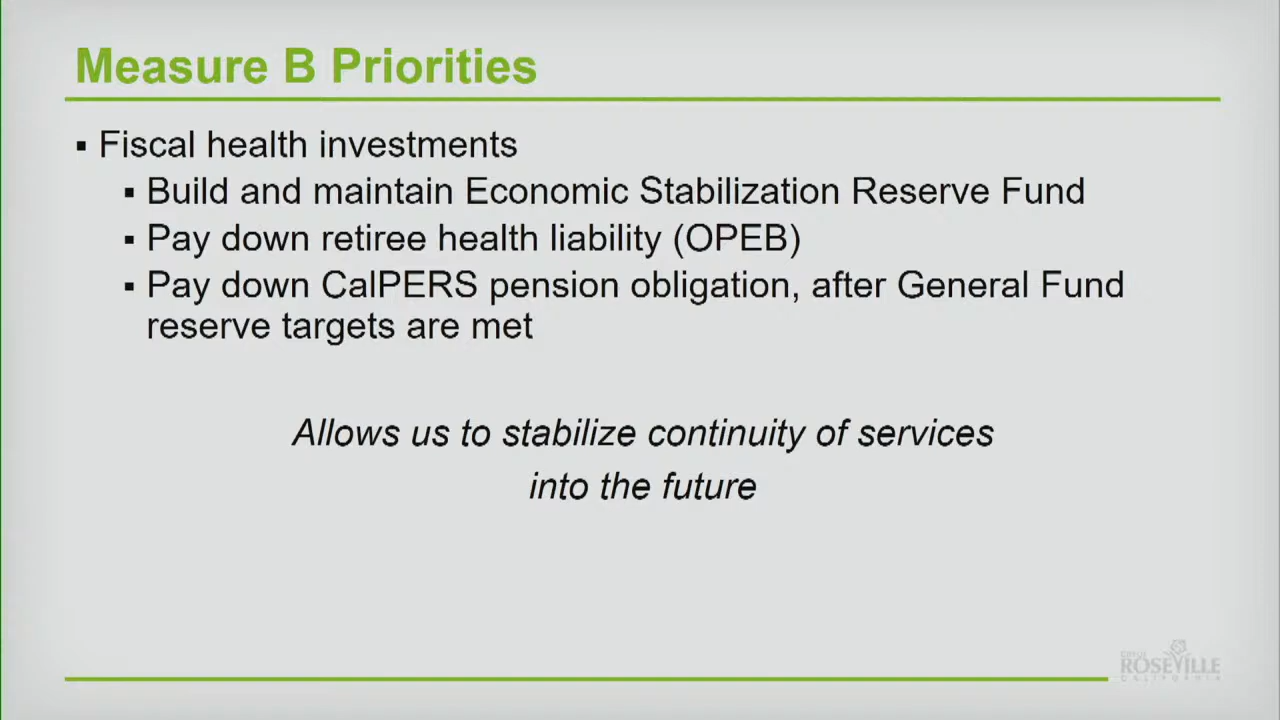 Measure B Priorities
▪ Fiscal health investments
▪ Build and maintain Economic Stabilization Reserve Fund
▪ Pay down retiree health liability (OPEB)
▪ Pay down CalPERS pension obligation, after General Fund
reserve targets are met
Allows us to stabilize continuity of services
into the future
CITY OF
ROSEVILLE
CALIFORNIA